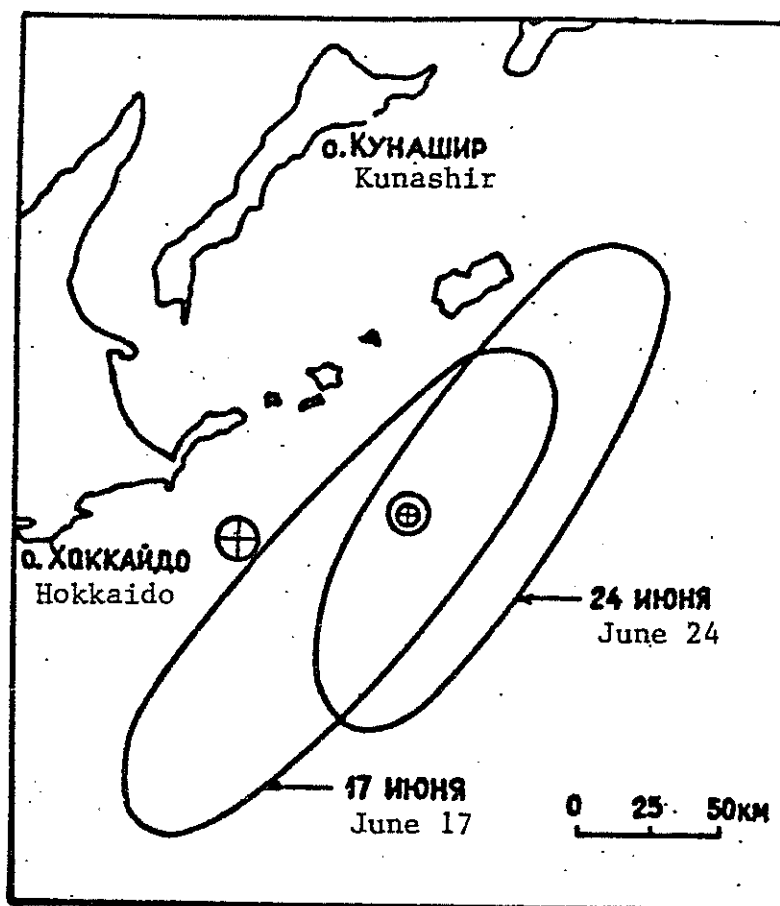 о. КУНАШИР
Kunashir
о. ХОККАЙДО
Hokkaido
24 ИЮНЯ
June 24
17 ИЮНЯ
June 17
0 25 50км